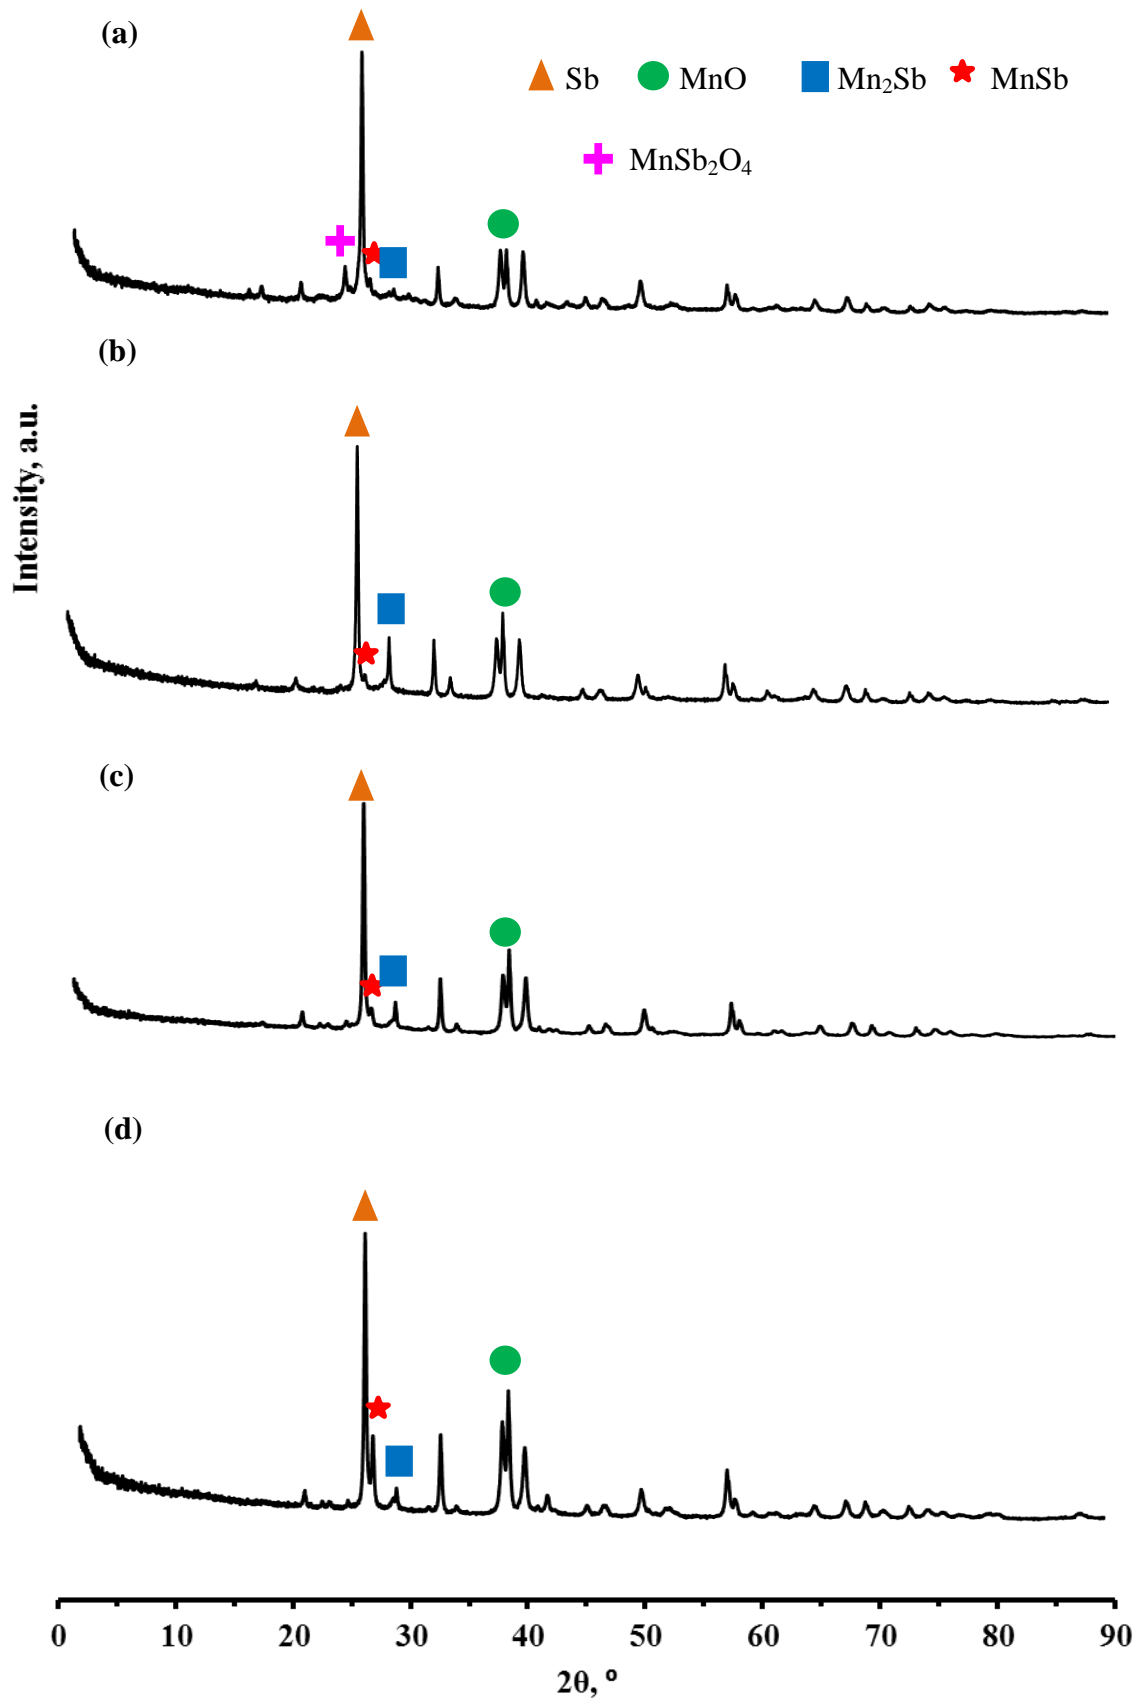 (a)
Sb MnO Mn₂Sb MnSb
MnSb₂O₄
(b)
Intensity, a.u.
(c)
(d)
0 10 20 30 40 50 60 70 80 90
2θ, º